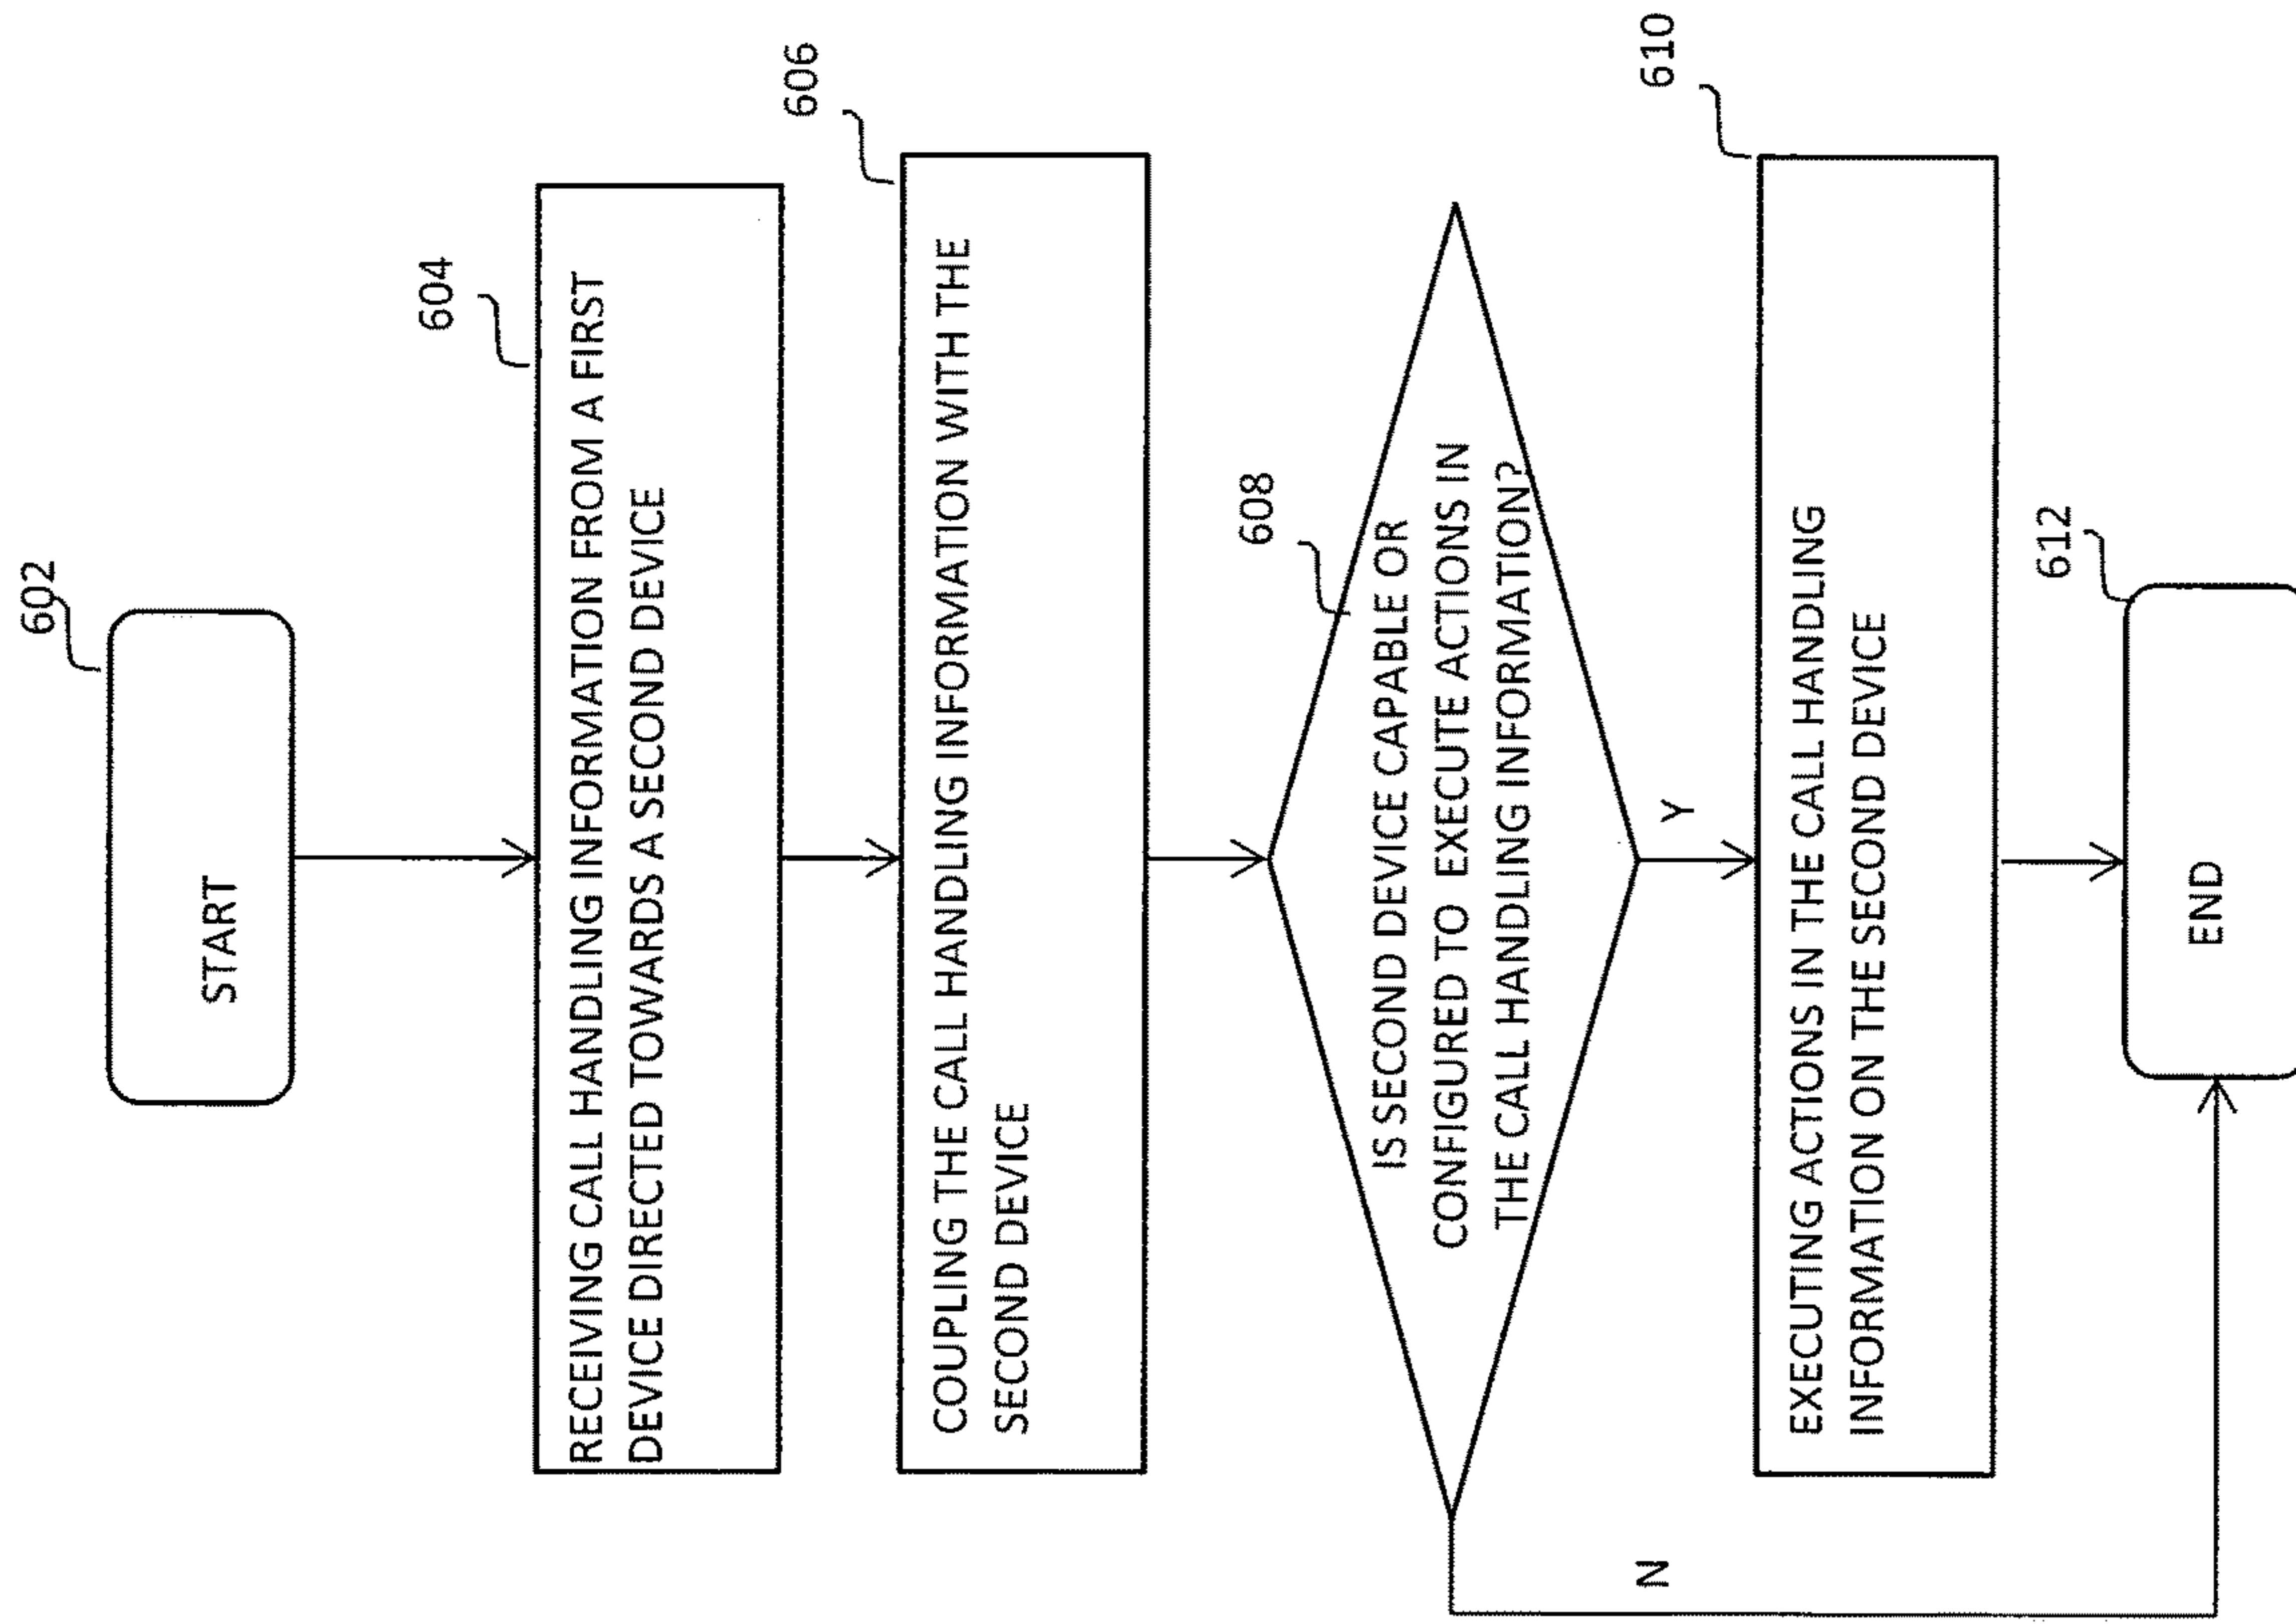 602
START
604
RECEIVING CALL HANDLING INFORMATION FROM A FIRST
DEVICE DIRECTED TOWARDS A SECOND DEVICE
606
COUPLING THE CALL HANDLING INFORMATION WITH THE
SECOND DEVICE
608
IS SECOND DEVICE CAPABLE OR
CONFIGURED TO EXECUTE ACTIONS IN
THE CALL HANDLING INFORMATION?
Y
N
610
EXECUTING ACTIONS IN THE CALL HANDLING
INFORMATION ON THE SECOND DEVICE
612
END